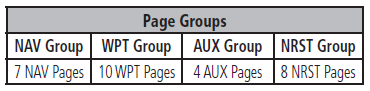 Page Groups
NAV Group WPT Group AUX Group NRST Group
7 NAV Pages 10 WPT Pages 4 AUX Pages 8 NRST Pages